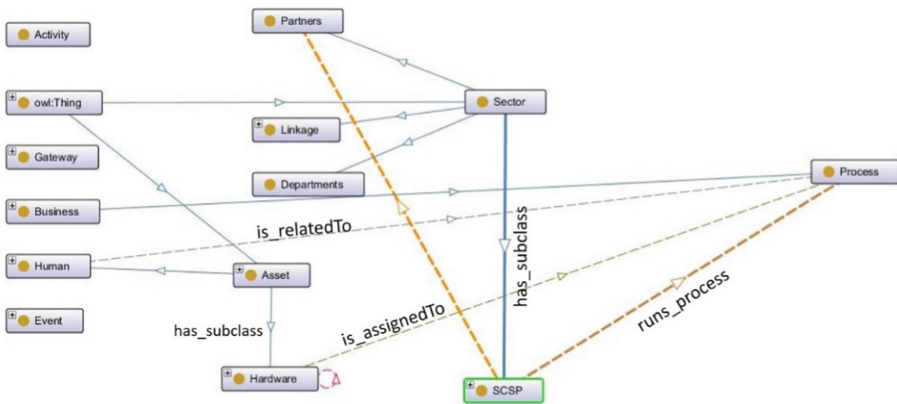 Partners
Activity
owl:Thing
Sector
Linkage
Gateway
Process
Departments
Business
is_relatedTo
has_subclass
Human
Asset
runs_process
Event
has_subclass
is_assignedTo
Hardware
SCSP